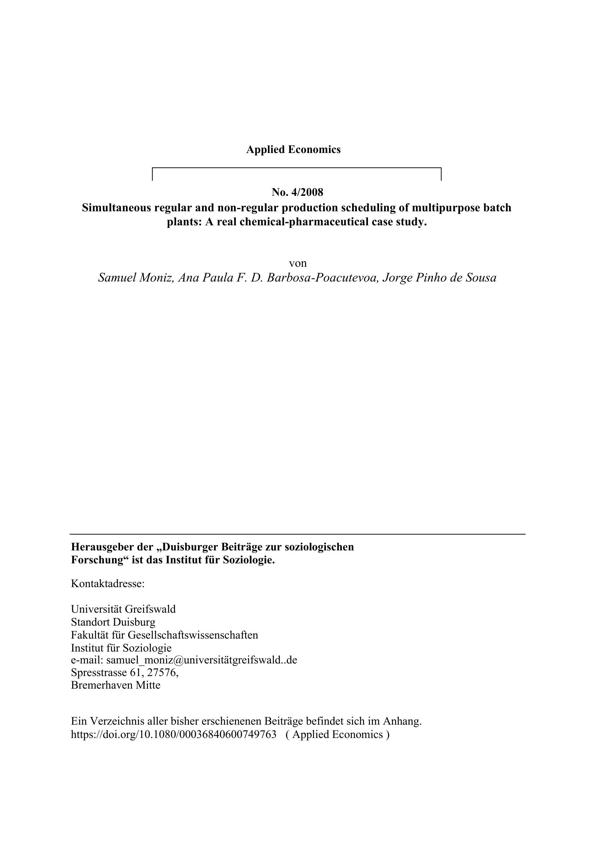 Applied Economics
No. 4/2008
Simultaneous regular and non-regular production scheduling of multipurpose batch
plants: A real chemical-pharmaceutical case study.
von
Samuel Moniz, Ana Paula F. D. Barbosa-Poacutevoa, Jorge Pinho de Sousa
Herausgeber der „Duisburger Beiträge zur soziologischen
Forschung“ ist das Institut für Soziologie.
Kontaktadresse:
Universität Greifswald
Standort Duisburg
Fakultät für Gesellschaftswissenschaften
Institut für Soziologie
e-mail: samuel_moniz@universitätgreifswald..de
Spresstrasse 61, 27576,
Bremerhaven Mitte
Ein Verzeichnis aller bisher erschienenen Beiträge befindet sich im Anhang.
https://doi.org/10.1080/00036840600749763 ( Applied Economics )